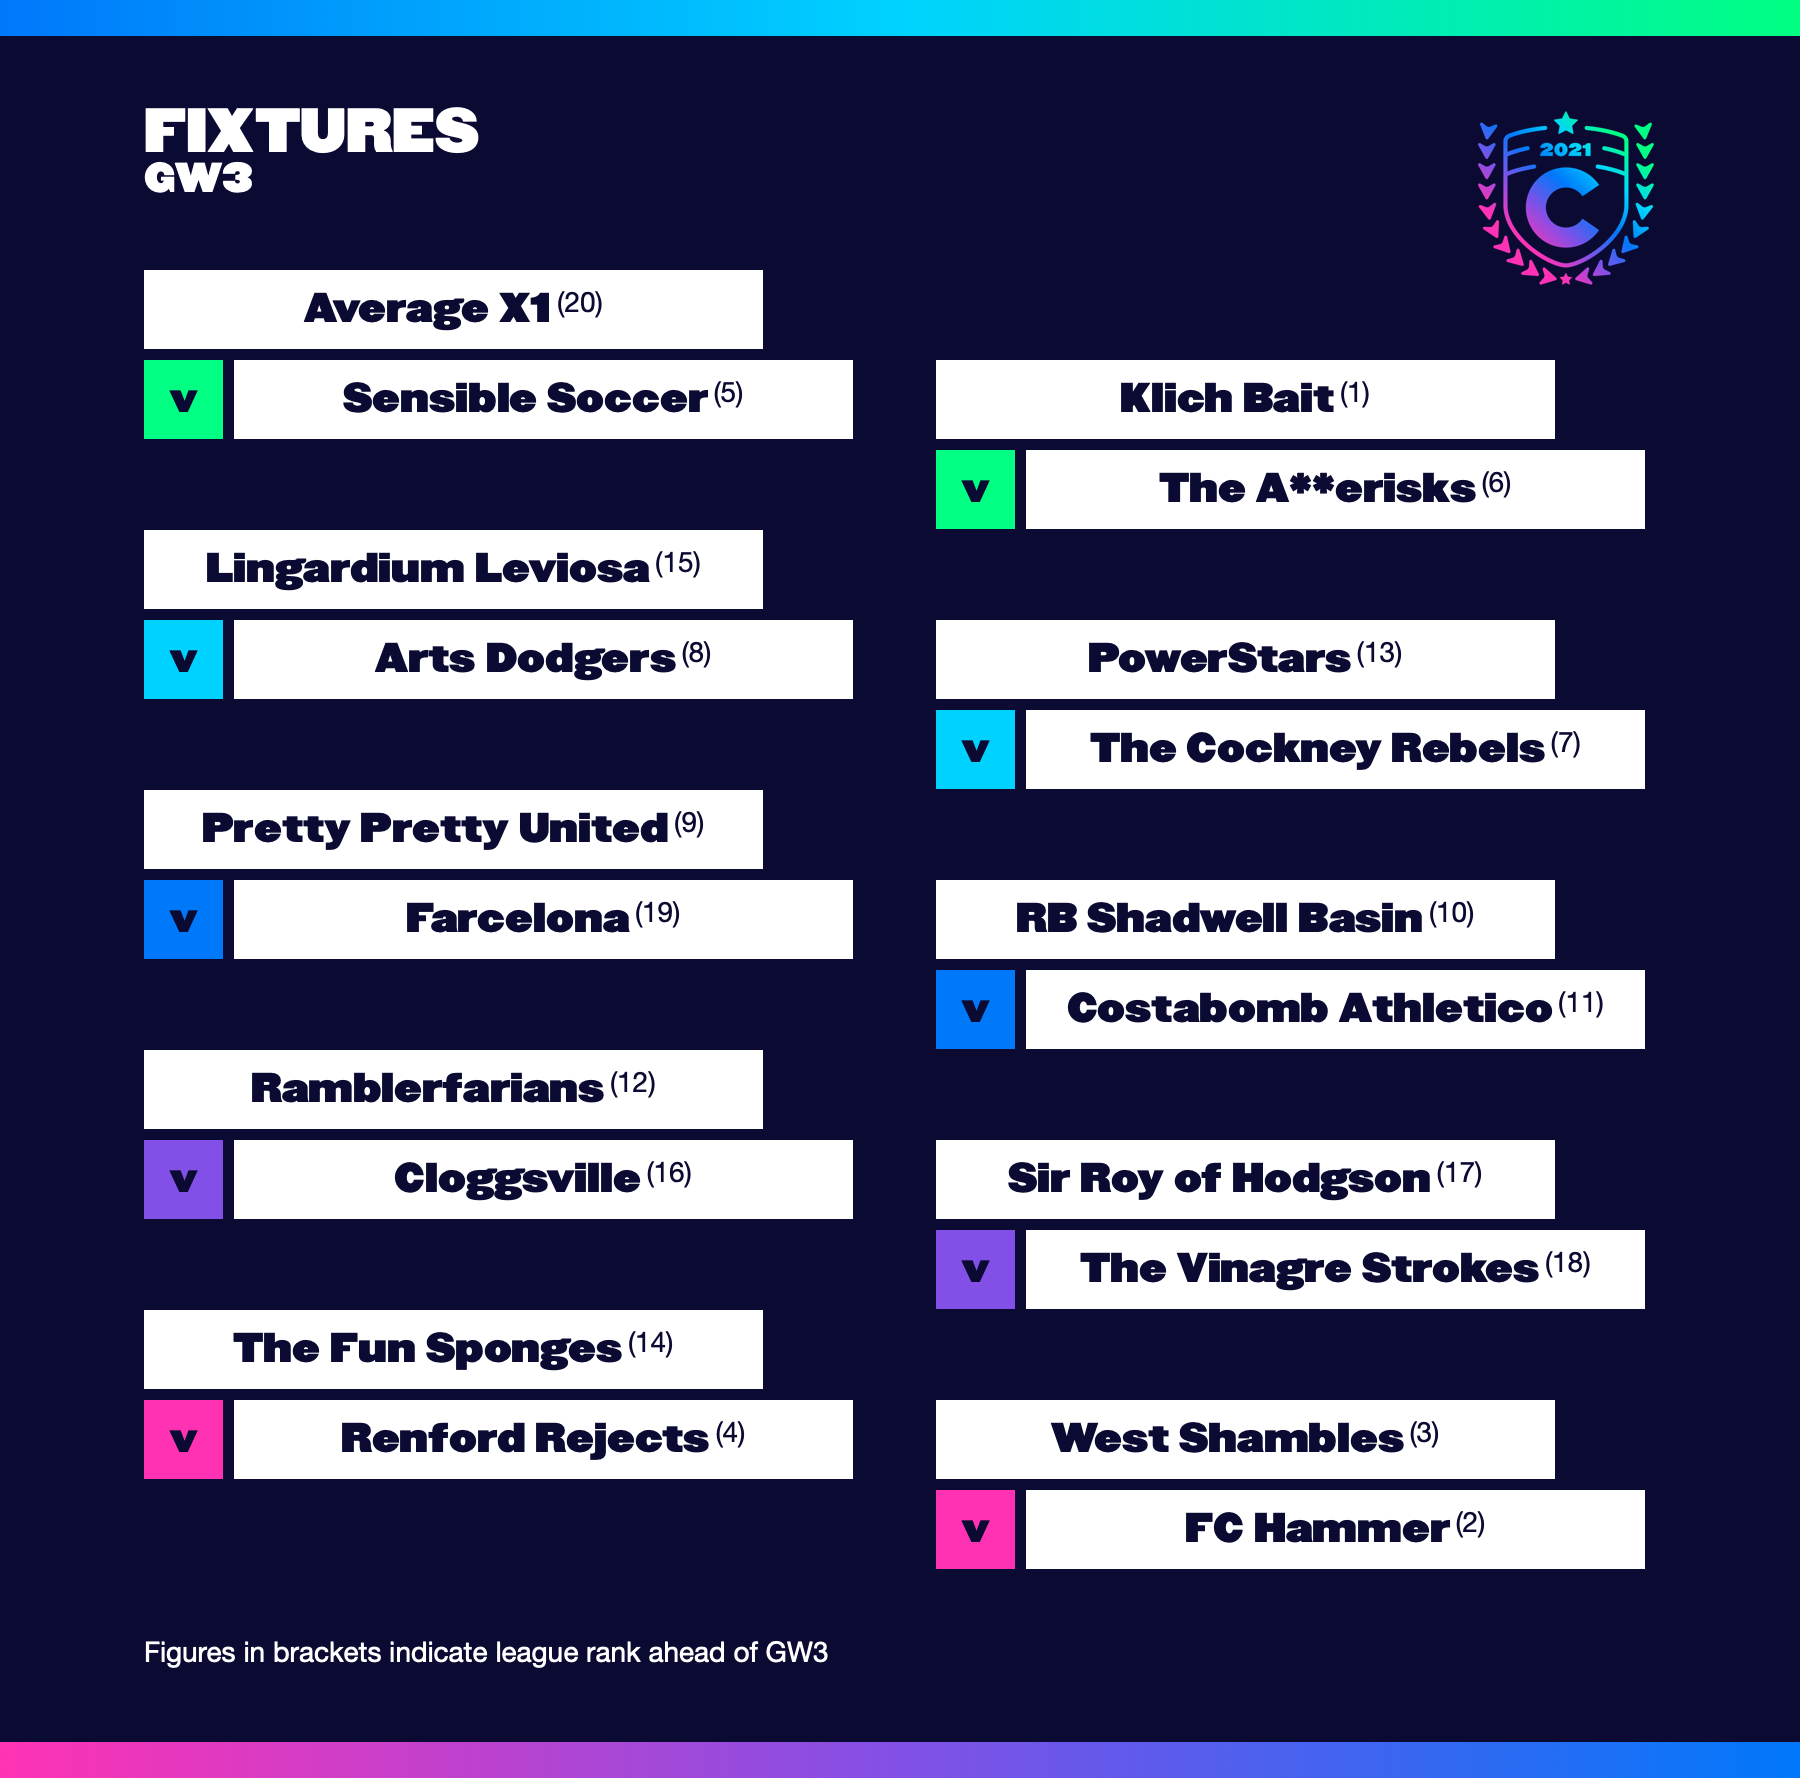 FIXTURES
GW3
2021
C
Average X1 (20)
v Sensible Soccer (5)
Lingardium Leviosa (15)
v Arts Dodgers (8)
Pretty Pretty United (9)
v Farcelona (19)
Ramblerfarians (12)
v Cloggsville (16)
The Fun Sponges (14)
v Renford Rejects (4)
Klich Bait (1)
v The A**erisks (6)
PowerStars (13)
v The Cockney Rebels (7)
RB Shadwell Basin (10)
v Costabomb Athletico (11)
Sir Roy of Hodgson (17)
v The Vinagre Strokes (18)
West Shambles (3)
v FC Hammer (2)
Figures in brackets indicate league rank ahead of GW3